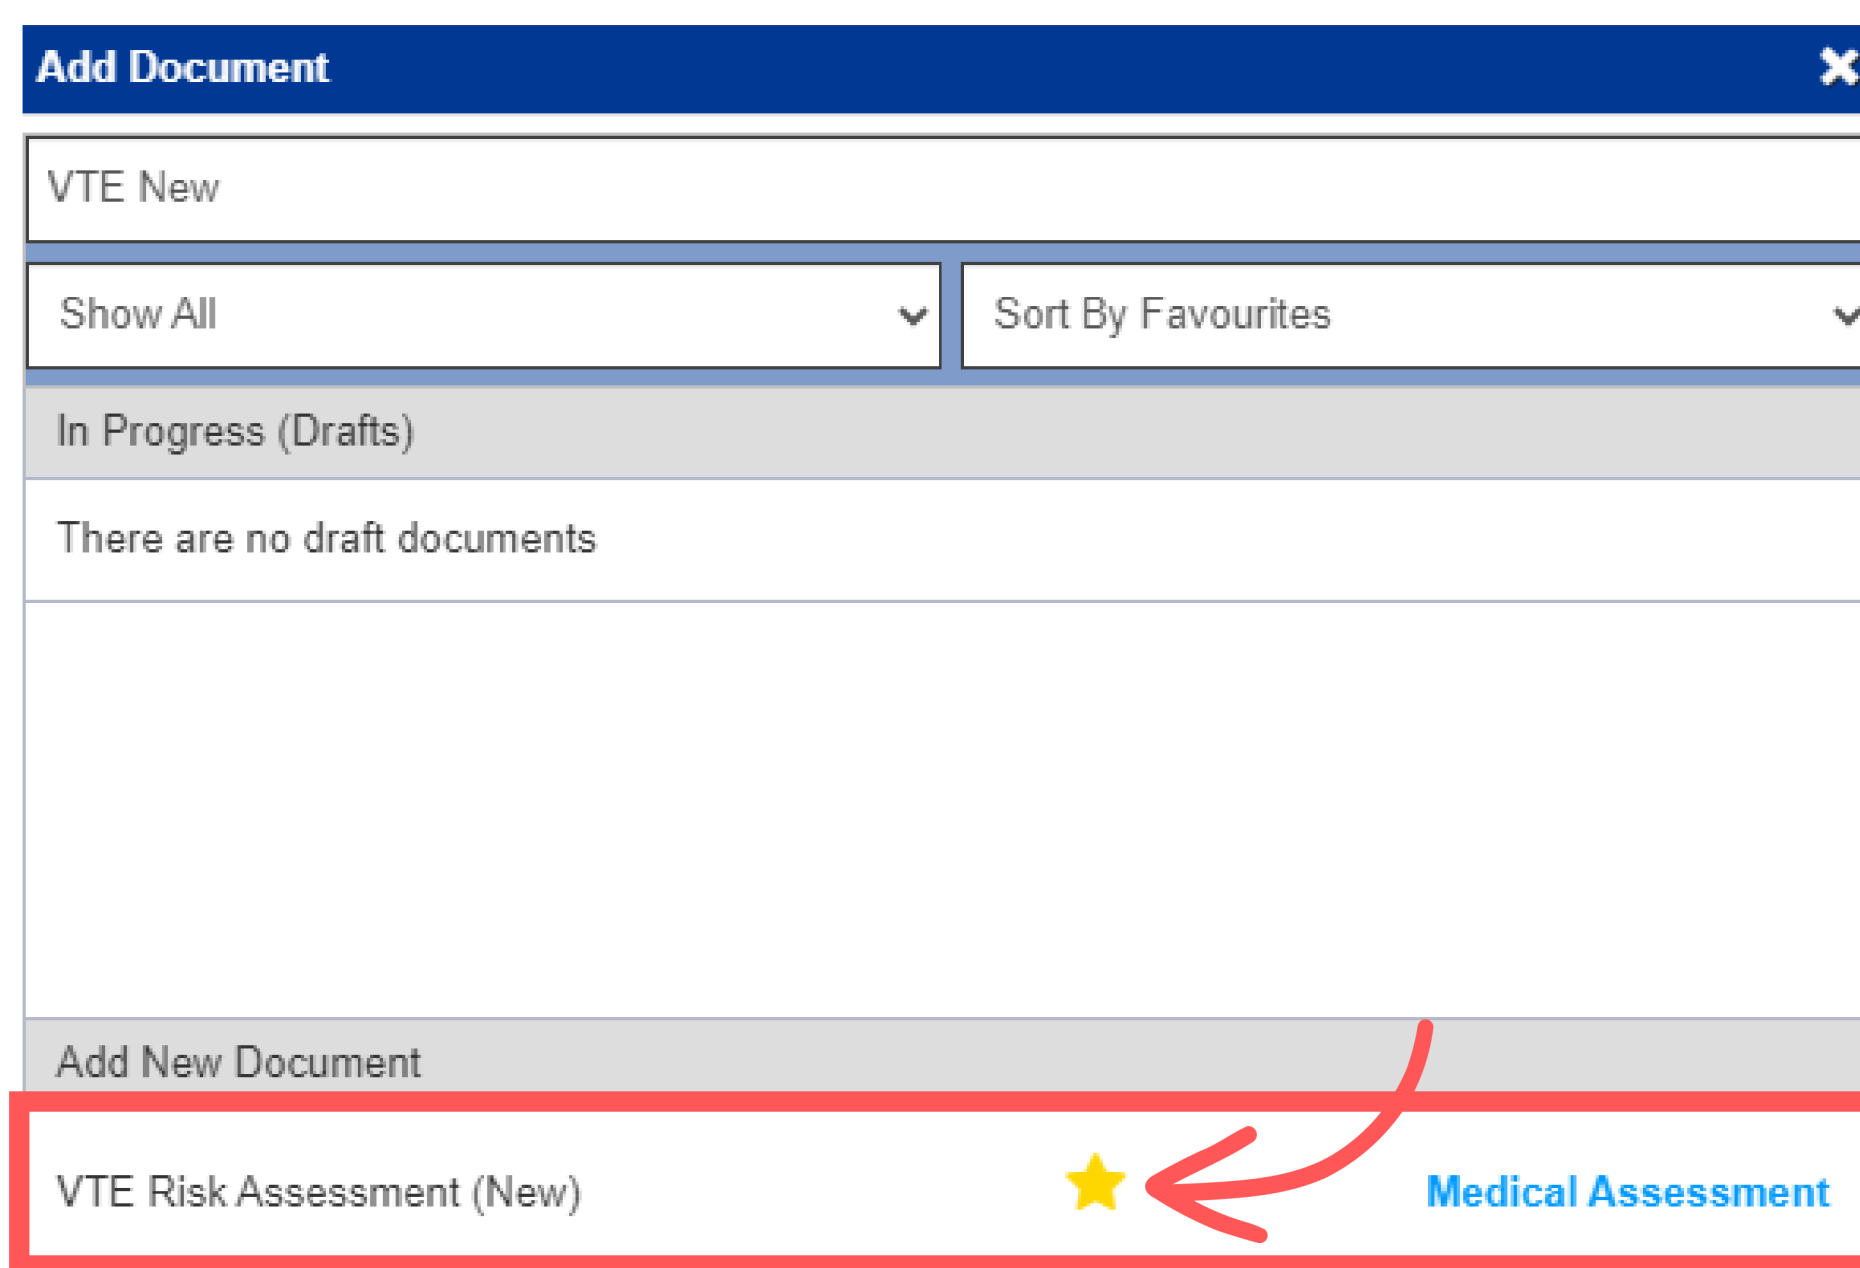 Add Document
VTE New
Show All
Sort By Favourites
In Progress (Drafts)
There are no draft documents
Add New Document
VTE Risk Assessment (New)
Medical Assessment